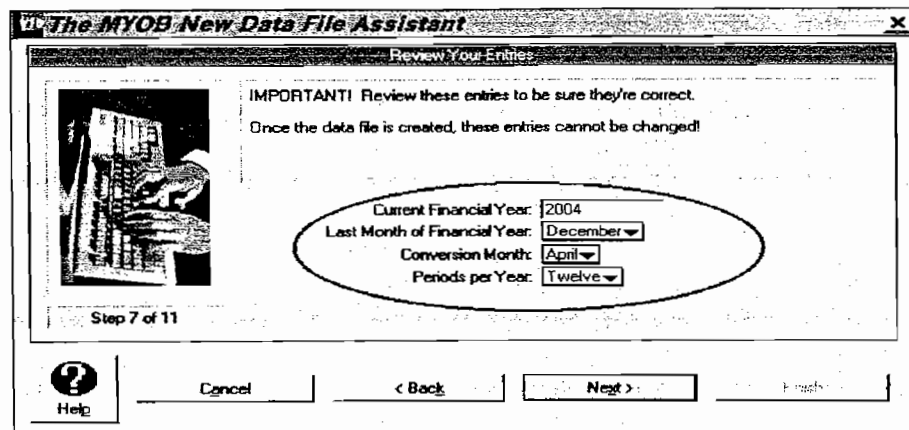 The MYOB New Data File Assistant
Review Your Entries
IMPORTANT! Review these entries to be sure they're correct.
Once the data file is created, these entries cannot be changed!
Current Financial Year: 2004
Last Month of Financial Year: December
Conversion Month: April
Periods per Year: Twelve
Step 7 of 11
Help
Cancel
< Back
Next >
Finish